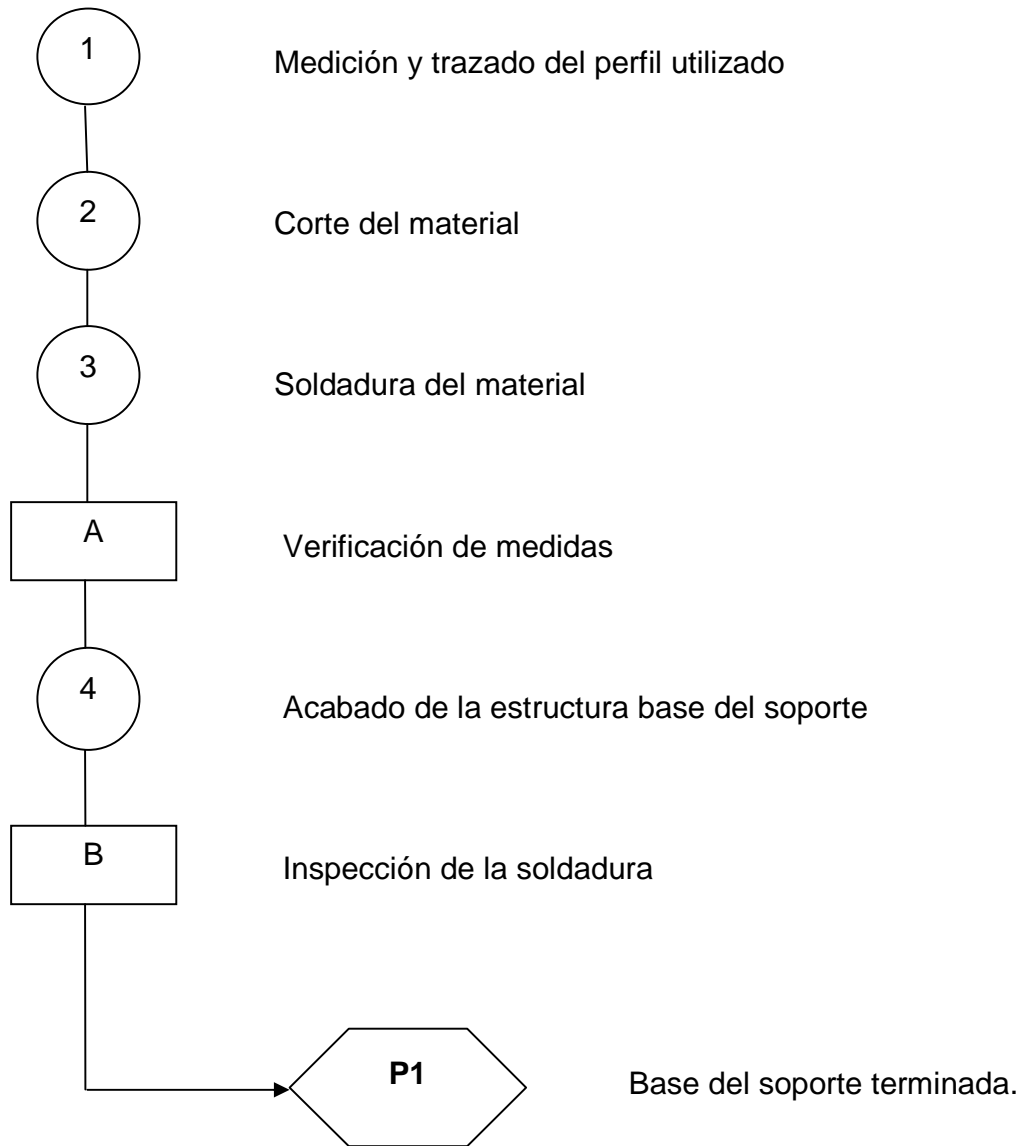 1
Medición y trazado del perfil utilizado
2
Corte del material
3
Soldadura del material
A
Verificación de medidas
4
Acabado de la estructura base del soporte
B
Inspección de la soldadura
P1
Base del soporte terminada.